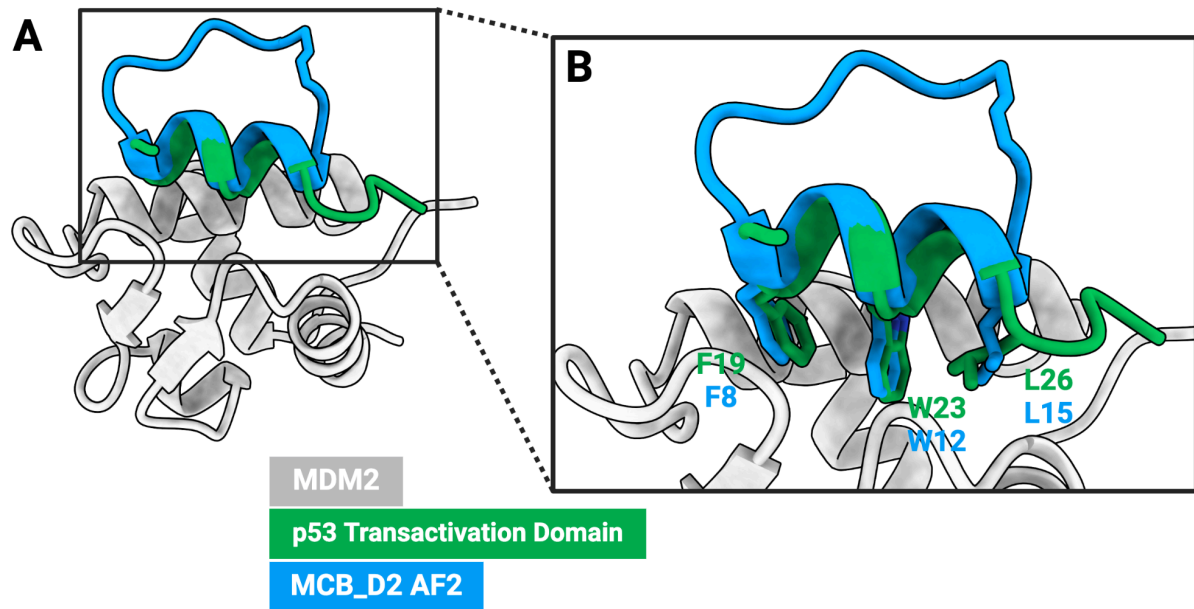 A
B
F19
F8
W23
W12
L26
L15
MDM2
p53 Transactivation Domain
MCB_D2 AF2